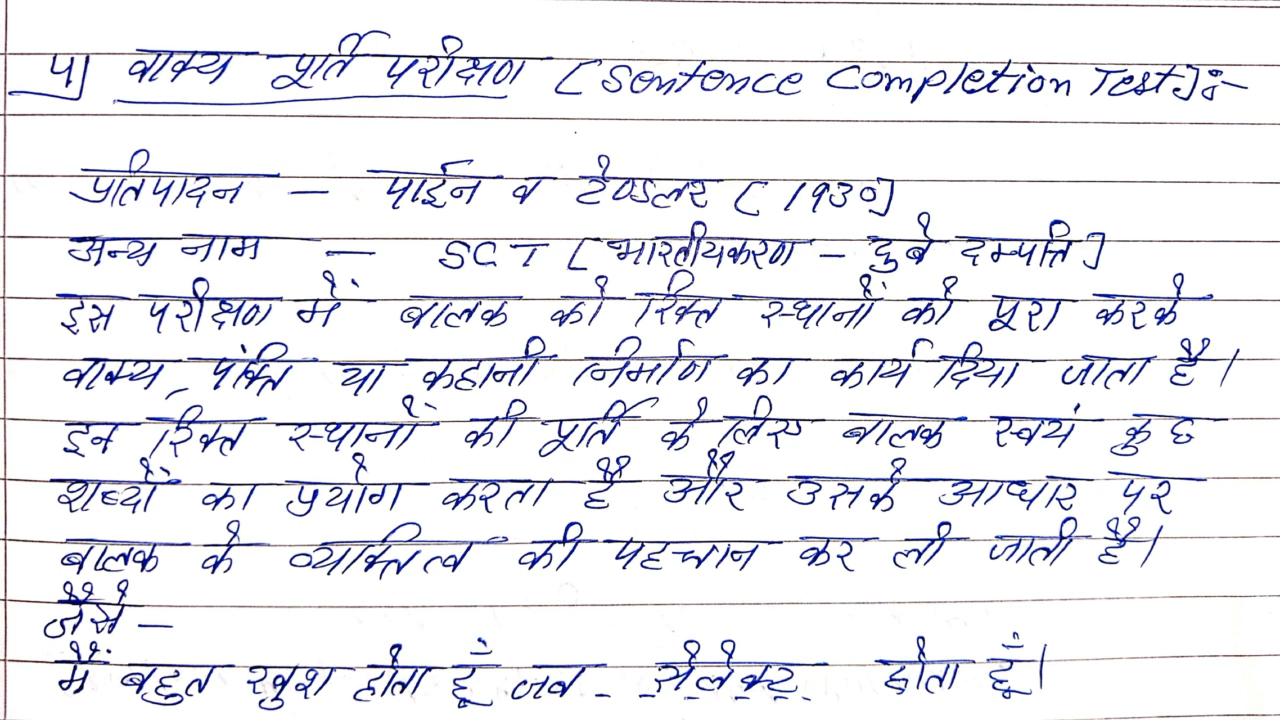 4) वाक्य पूर्ति परीक्षण [Sentence Completion Test]:-
प्रतिपादन — पाईन व टेण्डलर [1930]
अन्य नाम — SCT [भारतीयकरण - दुबे दम्पत्ति]
इस परीक्षण में बालक को रिक्त स्थानों को पूरा करके
वाक्य, पंक्ति या कहानी निर्माण का कार्य दिया जाता है।
इन रिक्त स्थानों की पूर्ति के लिए बालक स्वयं कुछ
शब्दों का प्रयोग करता है और उसके आधार पर
बालक के व्यक्तित्व की पहचान कर ली जाती है।
जैसे —
मैं बहुत खुश होता हूँ जब - सेलेक्ट होता हूँ।